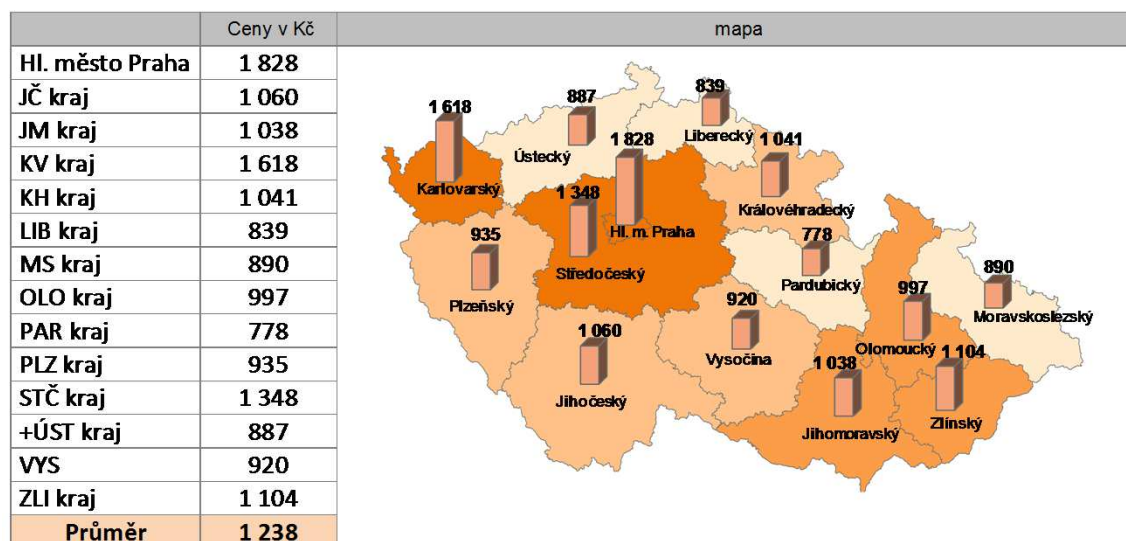 Ceny v Kč mapa
Hl. město Praha 1 828
JČ kraj 1 060
JM kraj 1 038
KV kraj 1 618
KH kraj 1 041
LIB kraj 839
MS kraj 890
OLO kraj 997
PAR kraj 778
PLZ kraj 935
STČ kraj 1 348
+ÚST kraj 887
VYS 920
ZLI kraj 1 104
Průměr 1 238
839
887
1 618
Liberecký
1 828
1 041
Ústecký
Karlovarský
1 348
Královéhradecký
Hl. m. Praha
935
778
Středočeský
890
Pardubický
Plzeňský
920
997
Moravskoslezský
1 060
Olomoucký
Vysočina
1 038
1 104
Jihočeský
Zlínský
Jihomoravský